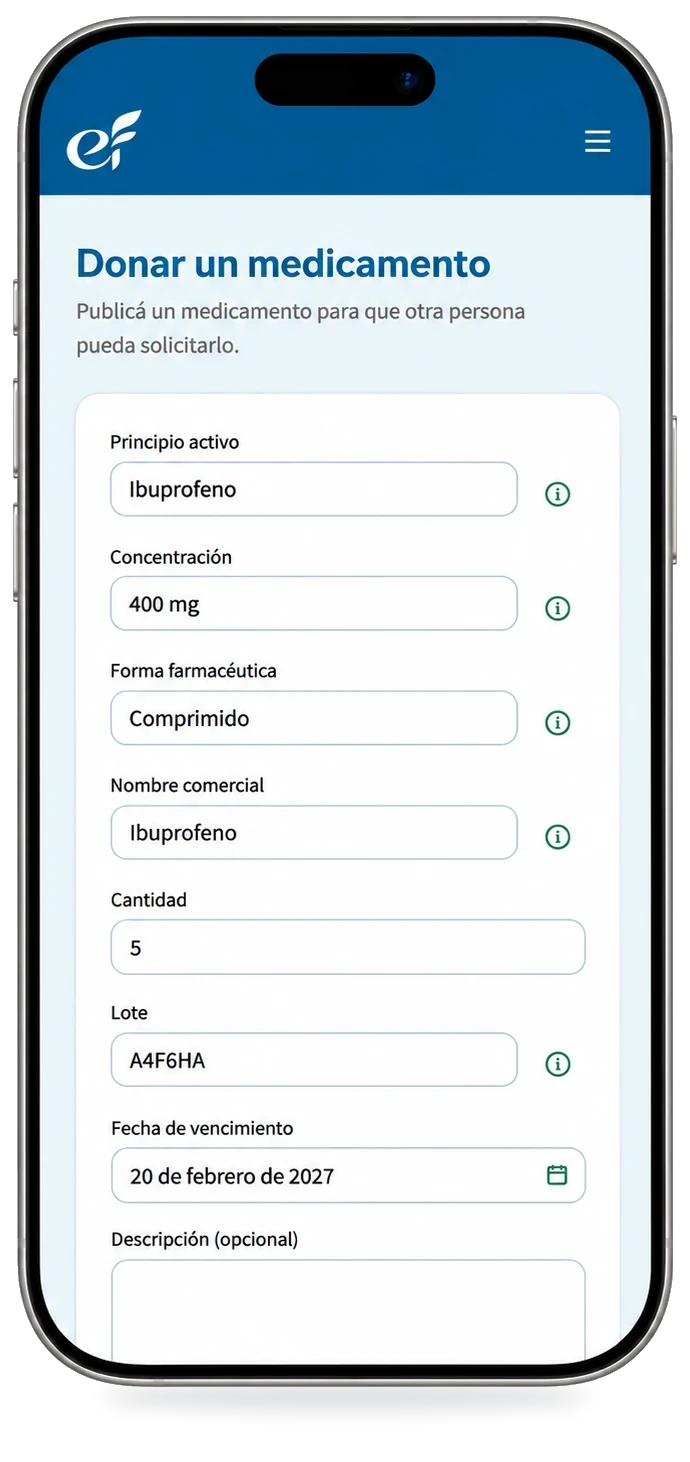 Donar un medicamento
Publicá un medicamento para que otra persona
pueda solicitarlo.
Principio activo
Ibuprofeno
Concentración
400 mg
Forma farmacéutica
Comprimido
Nombre comercial
Ibuprofeno
Cantidad
5
Lote
A4F6HA
Fecha de vencimiento
20 de febrero de 2027
Descripción (opcional)